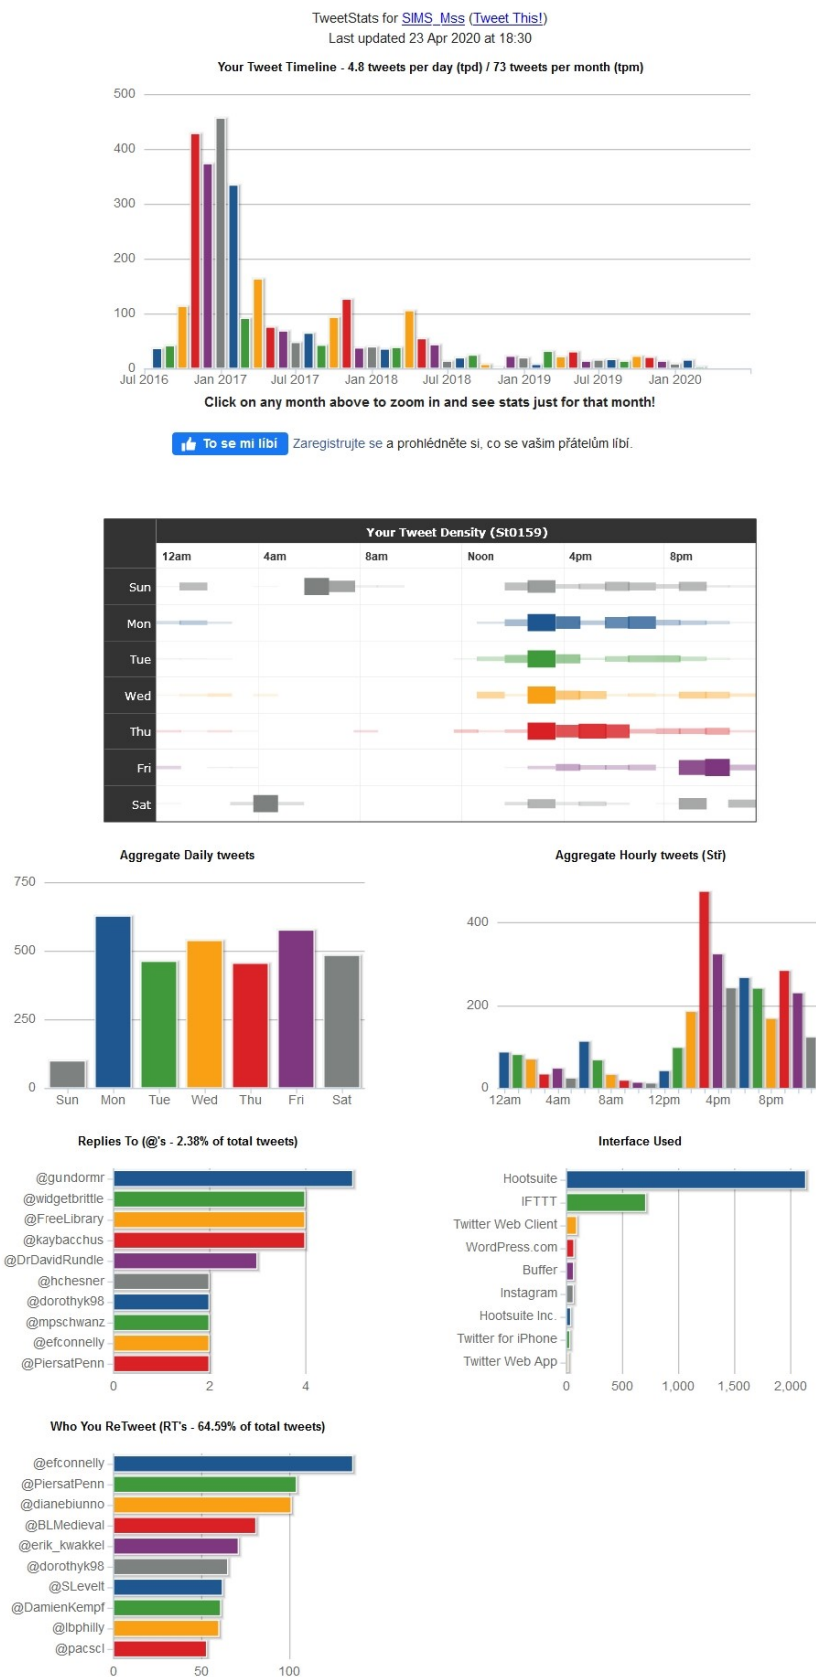 TweetStats for SIMS_Mss (Tweet This!)
Last updated 23 Apr 2020 at 18:30
Your Tweet Timeline - 4.8 tweets per day (tpd) / 73 tweets per month (tpm)
500
400
300
200
100
0
Jul 2016 Jan 2017 Jul 2017 Jan 2018 Jul 2018 Jan 2019 Jul 2019 Jan 2020
Click on any month above to zoom in and see stats just for that month!
To se mi líbí Zaregistrujte se a prohlédněte si, co se vašim přátelům líbí.
Your Tweet Density (St0159)
12am 4am 8am Noon 4pm 8pm
Sun
Mon
Tue
Wed
Thu
Fri
Sat
Aggregate Daily tweets
750
500
250
0
Sun Mon Tue Wed Thu Fri Sat
Aggregate Hourly tweets (Stř)
400
200
0
12am 4am 8am 12pm 4pm 8pm
Replies To (@'s - 2.38% of total tweets)
@gundormr
@widgetbrittle
@FreeLibrary
@kaybacchus
@DrDavidRundle
@hchesner
@dorothyk98
@mpschwanz
@efconnelly
@PiersatPenn
0 2 4
Interface Used
Hootsuite
IFTTT
Twitter Web Client
WordPress.com
Buffer
Instagram
Hootsuite Inc.
Twitter for iPhone
Twitter Web App
0 500 1,000 1,500 2,000
Who You ReTweet (RT's - 64.59% of total tweets)
@efconnelly
@PiersatPenn
@dianebiunno
@BLMedieval
@erik_kwakkel
@dorothyk98
@SLevelt
@DamienKempf
@lbphilly
@pacscl
0 50 100